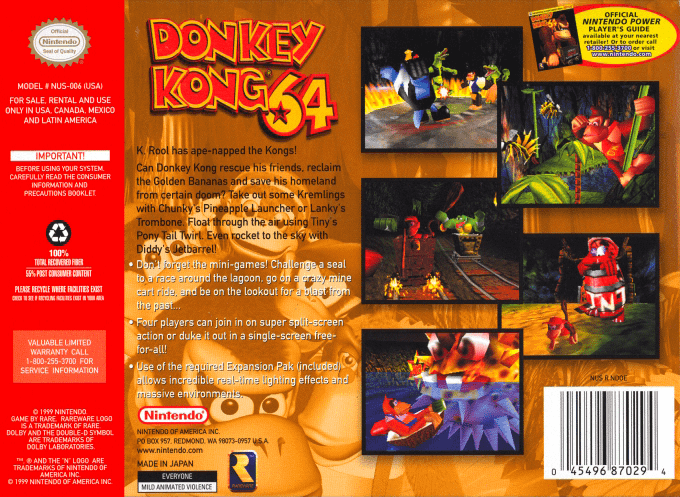 Official
Nintendo
Seal of Quality
MODEL # NUS-006 (USA)
FOR SALE, RENTAL AND USE
ONLY IN USA, CANADA, MEXICO
AND LATIN AMERICA
IMPORTANT!
BEFORE USING YOUR SYSTEM,
CAREFULLY READ THE CONSUMER
INFORMATION AND
PRECAUTIONS BOOKLET.
100%
TOTAL RECOVERED FIBER
55% POST CONSUMER CONTENT
PLEASE RECYCLE WHERE FACILITIES EXIST
CHECK TO SEE IF RECYCLING FACILITIES EXIST IN YOUR AREA
VALUABLE LIMITED
WARRANTY CALL
1-800-255-3700 FOR
SERVICE INFORMATION
© 1999 NINTENDO.
GAME BY RARE. RAREWARE LOGO
IS A TRADEMARK OF RARE.
DOLBY AND THE DOUBLE-D SYMBOL
ARE TRADEMARKS OF
DOLBY LABORATORIES.
™, ® AND THE "N" LOGO ARE
TRADEMARKS OF NINTENDO OF
AMERICA INC.
© 1999 NINTENDO OF AMERICA INC.
DONKEY
KONG 64
K. Rool has ape-napped the Kongs!
Can Donkey Kong rescue his friends, reclaim
the Golden Bananas and save his homeland
from certain doom? Take out some Kremlings
with Chunky's Pineapple Launcher or Lanky's
Trombone. Float through the air using Tiny's
Pony Tail Twirl. Even rocket to the sky with
Diddy's Jetbarrel!
• Don't forget the mini-games! Challenge a seal
to a race around the lagoon, go on a crazy mine
cart ride, and be on the lookout for a blast from
the past...
• Four players can join in on super split-screen
action or duke it out in a single-screen free-
for-all!
• Use of the required Expansion Pak (included)
allows incredible real-time lighting effects and
massive environments.
Nintendo
NINTENDO OF AMERICA INC.
PO BOX 957, REDMOND, WA 98073-0957 U.S.A.
www.nintendo.com
MADE IN JAPAN
EVERYONE
MILD ANIMATED VIOLENCE
R
OFFICIAL
NINTENDO POWER
PLAYER'S GUIDE
available at your nearest
retailer! Or to order call
1-800-255-3700 or visit
www.nintendo.com
TNT
NUS R NDOE
0 45496 87029 4